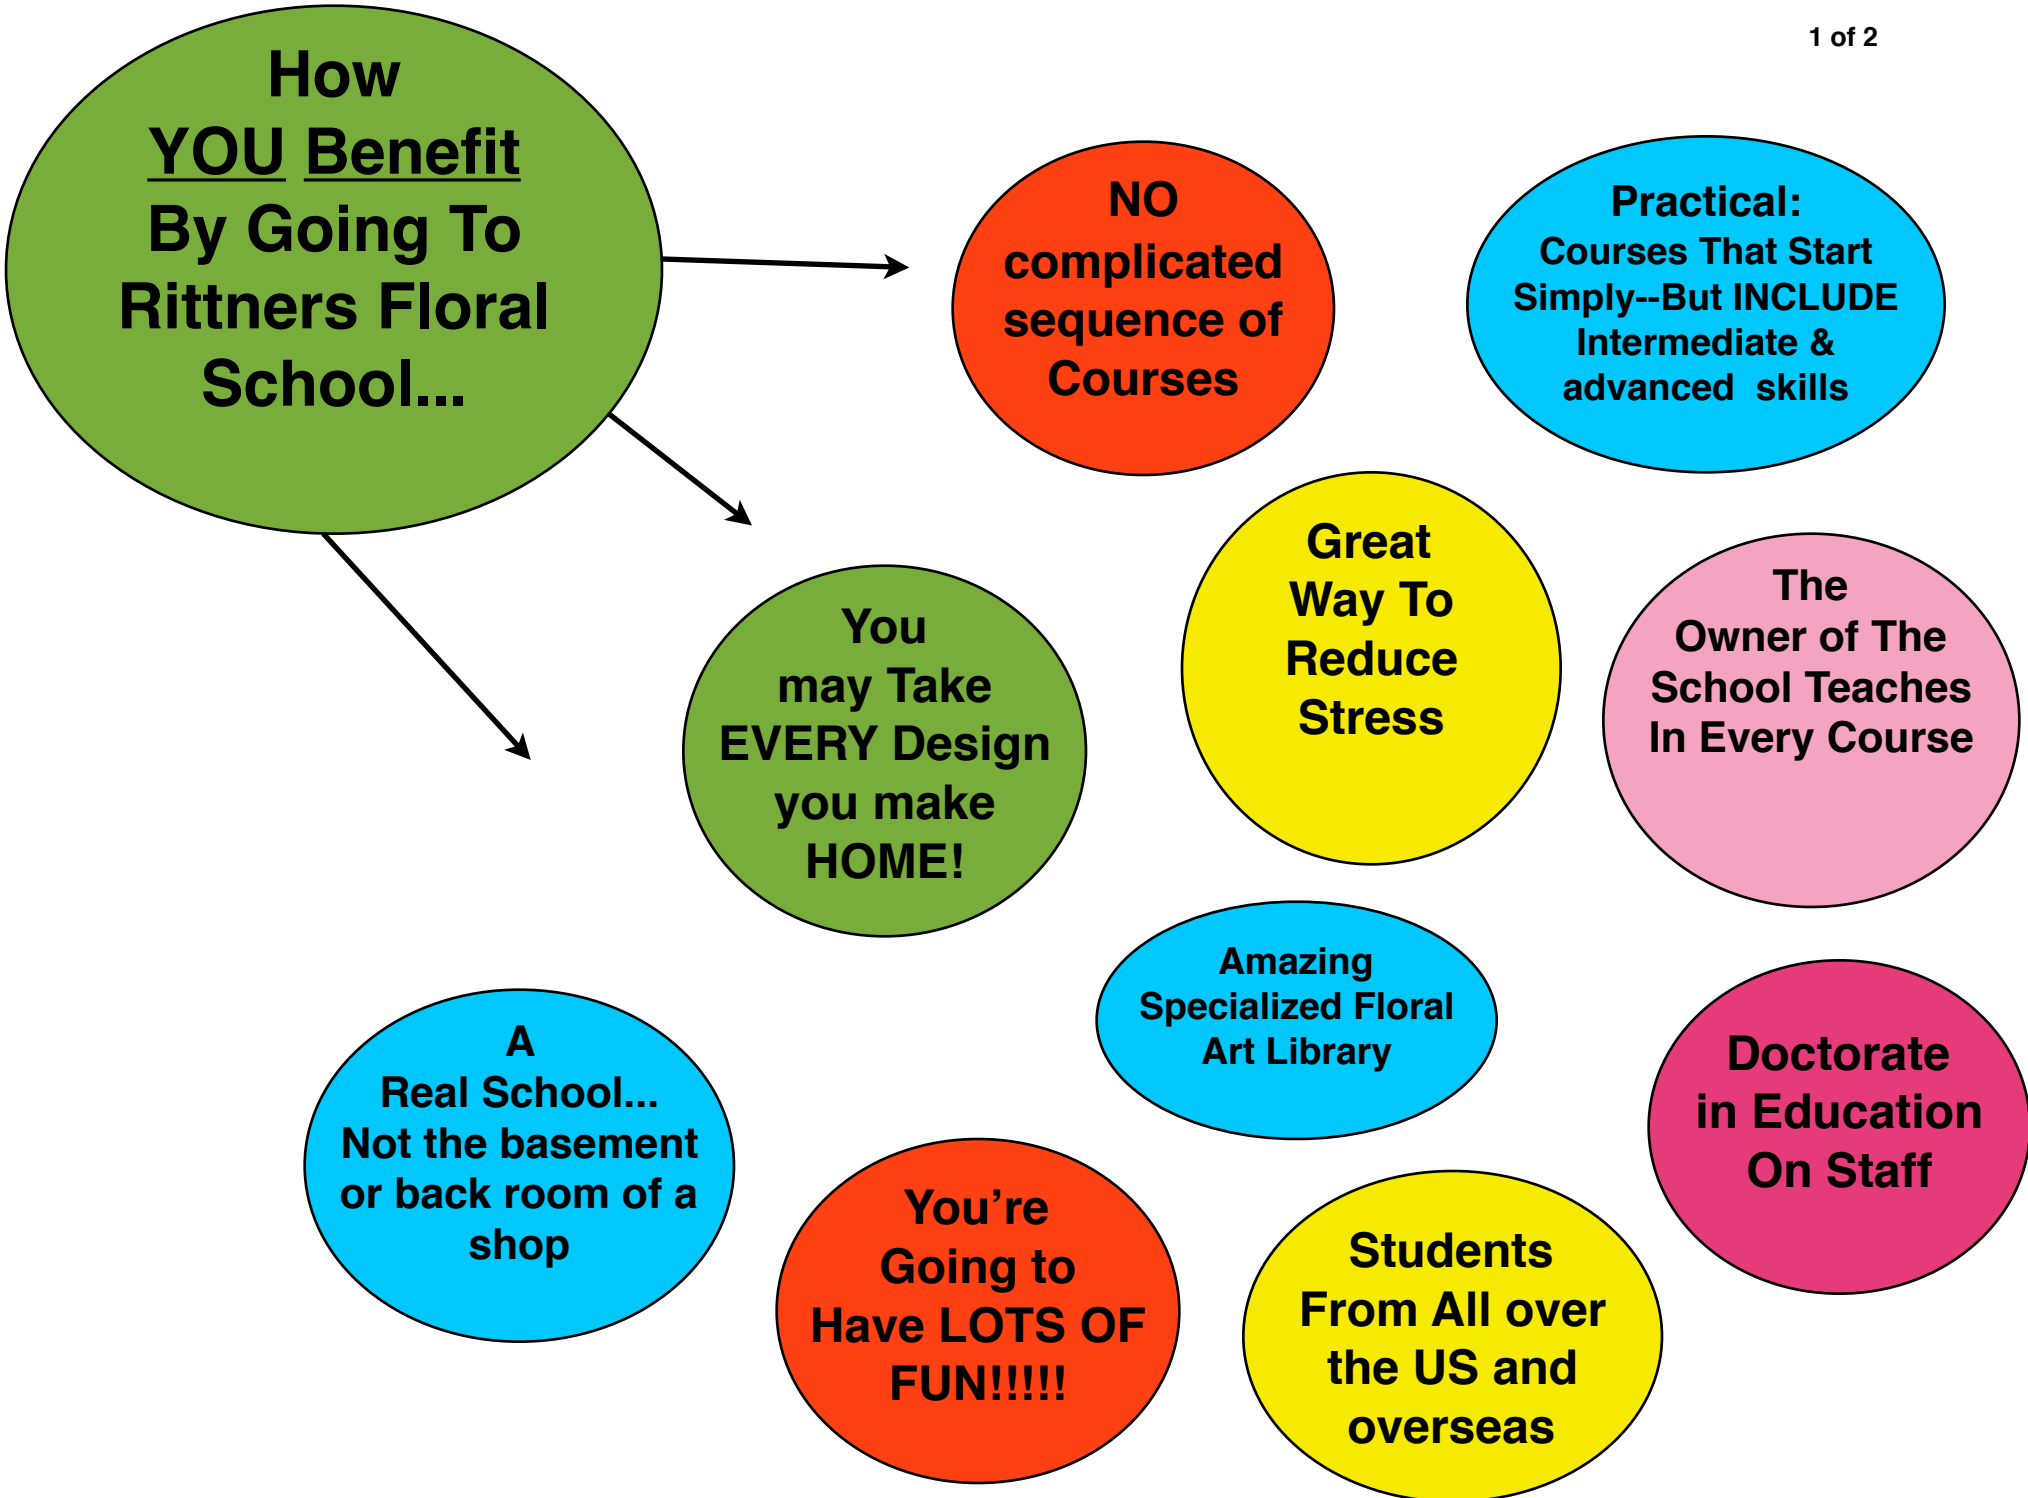 1 of 2
How
YOU Benefit
By Going To
Rittners Floral
School...
NO
complicated
sequence of
Courses
Practical:
Courses That Start
Simply--But INCLUDE
Intermediate &
advanced  skills
Great
Way To
Reduce
Stress
The
Owner of The
School Teaches
In Every Course
You
may Take
EVERY Design
you make
HOME!
Amazing
Specialized Floral
Art Library
Doctorate
in Education
On Staff
A
Real School...
Not the basement
or back room of a
shop
You're
Going to
Have LOTS OF
FUN!!!!!
Students
From All over
the US and
overseas